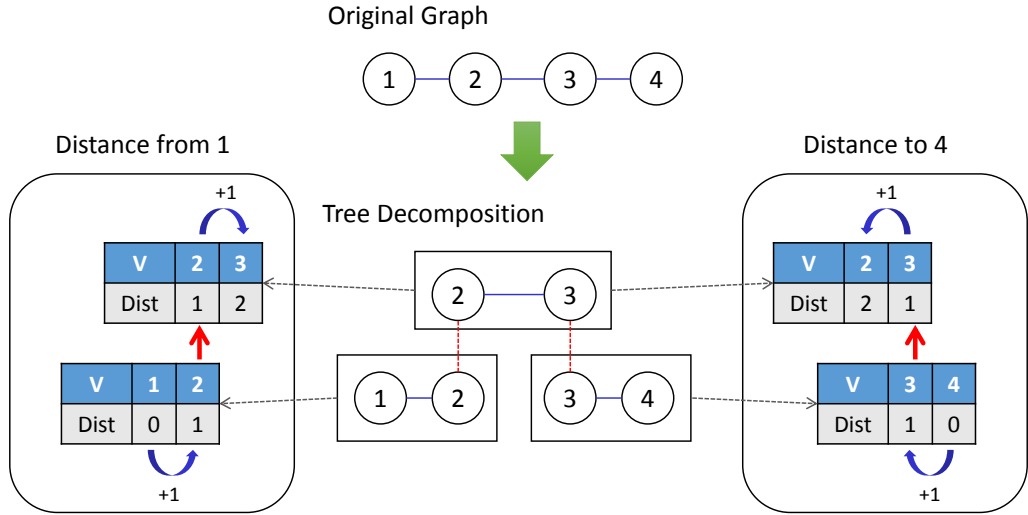 Original Graph
1 2 3 4
Distance from 1
Distance to 4
Tree Decomposition
+1
V 2 3
Dist 1 2
V 1 2
Dist 0 1
+1
2 3
1 2
3 4
+1
V 2 3
Dist 2 1
V 3 4
Dist 1 0
+1